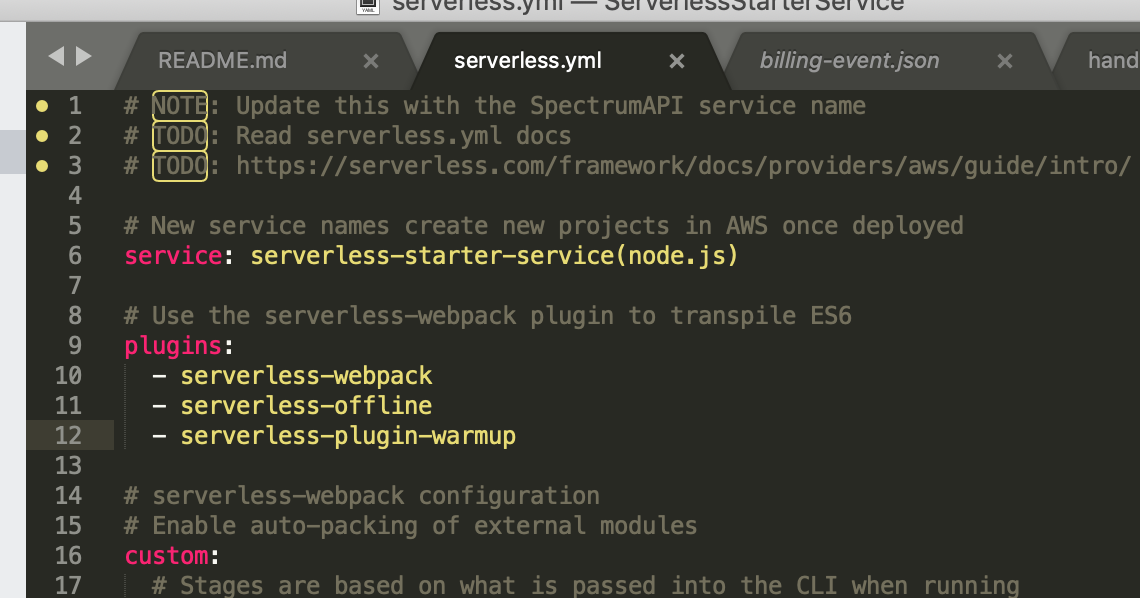 serverless.yml — ServerlessStarterService
README.md × serverless.yml × billing-event.json × hand
1 # NOTE: Update this with the SpectrumAPI service name
2 # TODO: Read serverless.yml docs
3 # TODO: https://serverless.com/framework/docs/providers/aws/guide/intro/
4
5 # New service names create new projects in AWS once deployed
6 service: serverless-starter-service(node.js)
7
8 # Use the serverless-webpack plugin to transpile ES6
9 plugins:
10 - serverless-webpack
11 - serverless-offline
12 - serverless-plugin-warmup
13
14 # serverless-webpack configuration
15 # Enable auto-packing of external modules
16 custom:
17 # Stages are based on what is passed into the CLI when running